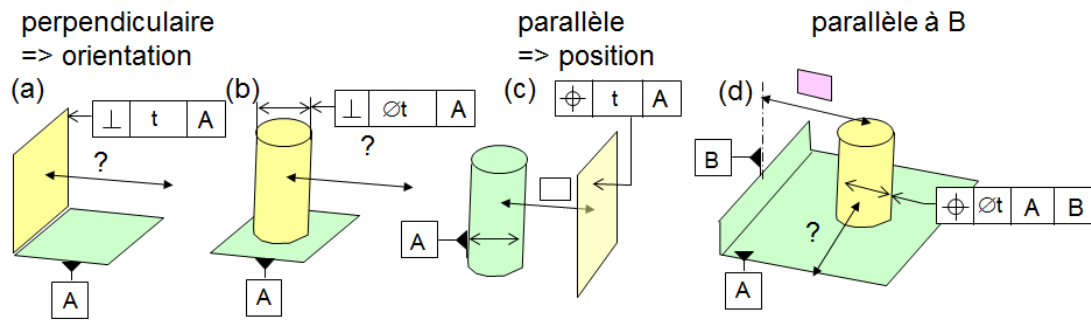 perpendiculaire
=> orientation
parallèle
=> position
parallèle à B
(a)
⊥ t A
?
A
(b)
⊥ ⌀t A
?
A
(c)
⌖ t A
A
(d)
B
⌖ ⌀t A B
?
A